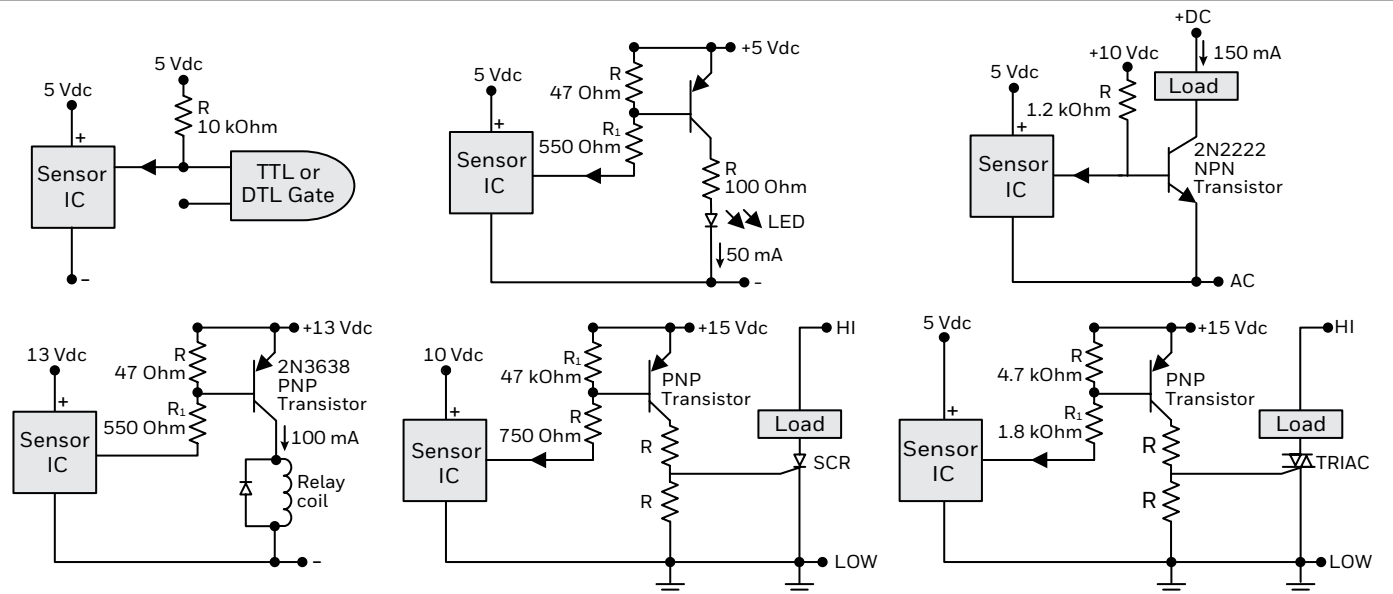 5 Vdc
5 Vdc
R
10 kOhm
+
Sensor
IC
TTL or
DTL Gate
-
+5 Vdc
5 Vdc
R
47 Ohm
+
R1
550 Ohm
Sensor
IC
R
100 Ohm
LED
50 mA
-
+DC
150 mA
+10 Vdc
5 Vdc
R
1.2 kOhm
Load
+
Sensor
IC
2N2222
NPN
Transistor
AC
+13 Vdc
13 Vdc
R
47 Ohm
2N3638
PNP
Transistor
+
R1
550 Ohm
Sensor
IC
100 mA
Relay
coil
-
+15 Vdc
HI
10 Vdc
R1
47 kOhm
PNP
Transistor
+
R
750 Ohm
Sensor
IC
R
Load
SCR
R
LOW
5 Vdc
+15 Vdc
HI
R
4.7 kOhm
PNP
Transistor
+
R1
1.8 kOhm
Sensor
IC
R
Load
TRIAC
R
LOW